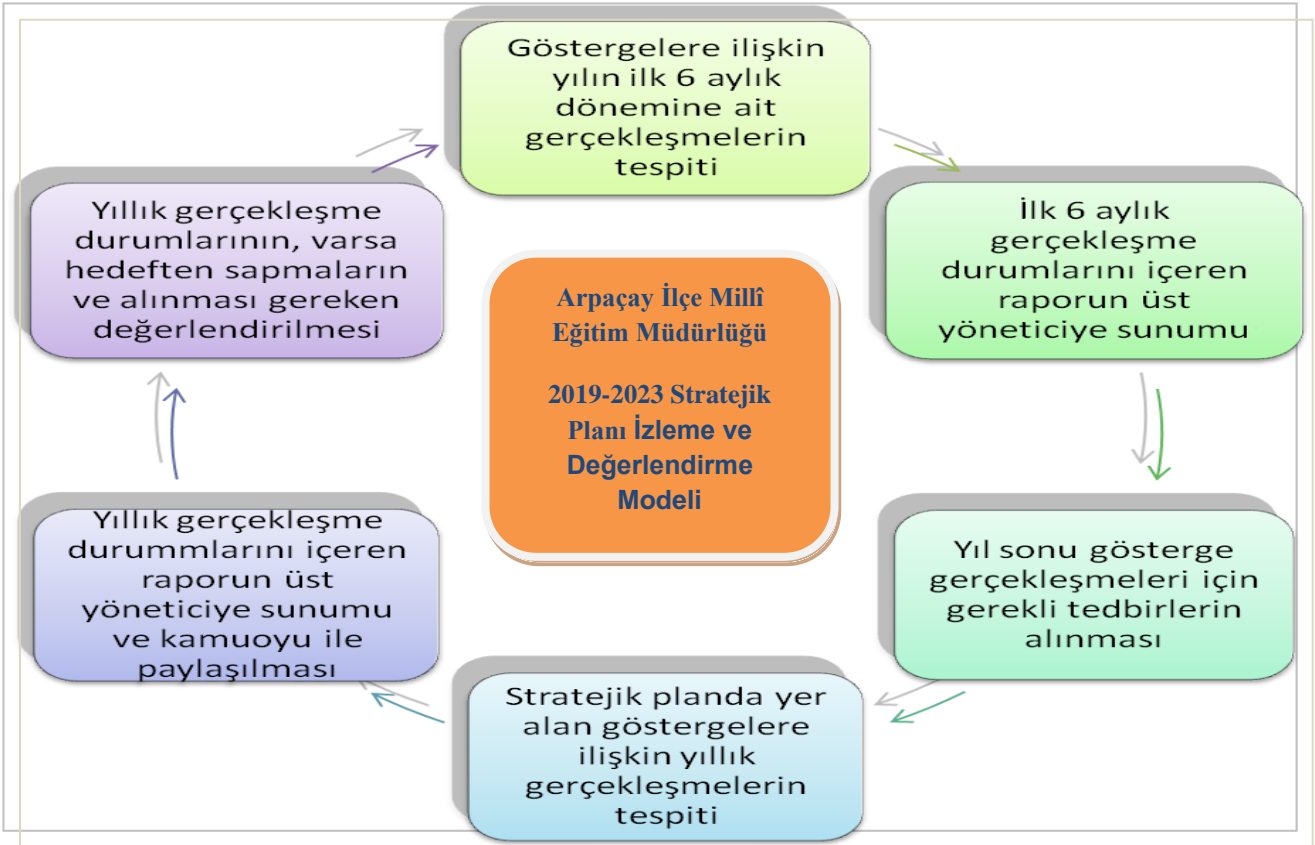 Göstergelere ilişkin
yılın ilk 6 aylık
dönemine ait
gerçekleşmelerin
tespiti
İlk 6 aylık
gerçekleşme
durumlarını içeren
raporun üst
yöneticiye sunumu
Yıl sonu gösterge
gerçekleşmeleri için
gerekli tedbirlerin
alınması
Stratejik planda yer
alan göstergelere
ilişkin yıllık
gerçekleşmelerin
tespiti
Yıllık gerçekleşme
durummlarını içeren
raporun üst
yöneticiye sunumu
ve kamuoyu ile
paylaşılması
Yıllık gerçekleşme
durumlarının, varsa
hedeften sapmaların
ve alınması gereken
değerlendirilmesi
Arpaçay İlçe Millî
Eğitim Müdürlüğü
2019-2023 Stratejik
Planı İzleme ve
Değerlendirme
Modeli